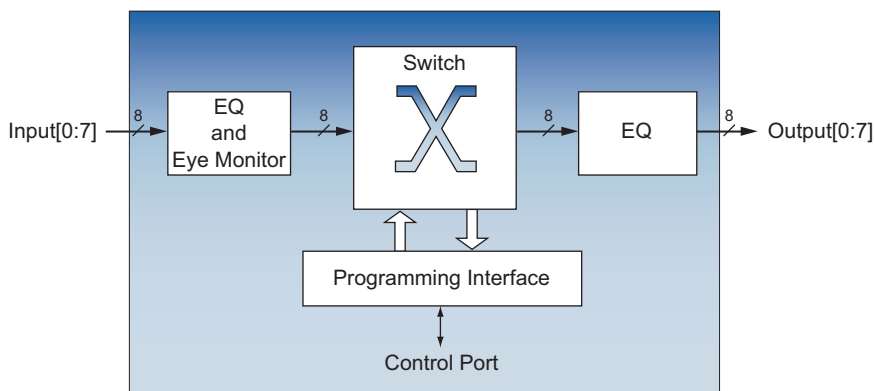 Switch
Input[0:7]
8
EQ
and
Eye Monitor
8
8
EQ
8
Output[0:7]
Programming Interface
Control Port